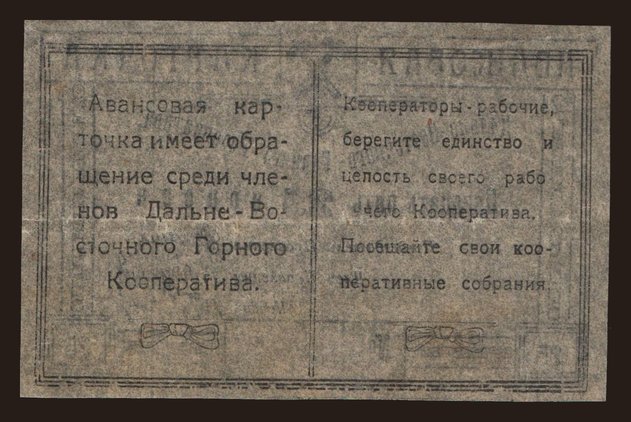 Авансовая кар-
точка имеет обра-
щение среди чле-
нов Дальне-Во-
сточного Горного
Кооператива.
Кооператоры-рабочие,
берегите единство и
целость своего рабо
чего Кооператива.
Посещайте свои коо-
перативные собрания.